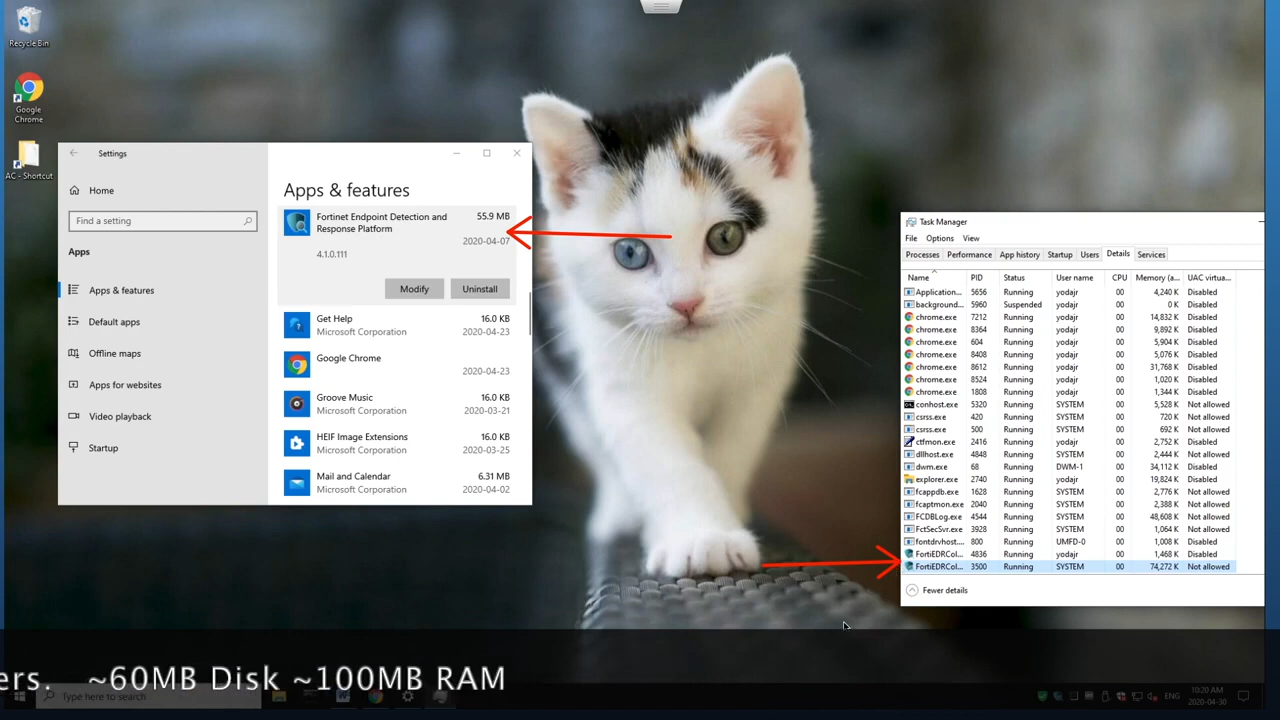 Recycle Bin
Google
Chrome
AC - Shortcut
Settings
Home
Find a setting
Apps
Apps & features
Default apps
Offline maps
Apps for websites
Video playback
Startup
Apps & features
Fortinet Endpoint Detection and 55.9 MB
Response Platform
2020-04-07
4.1.0.111
Modify Uninstall
Get Help 16.0 KB
Microsoft Corporation 2020-04-23
Google Chrome
2020-04-23
Groove Music 16.0 KB
Microsoft Corporation 2020-03-21
HEIF Image Extensions 16.0 KB
Microsoft Corporation 2020-03-25
Mail and Calendar 6.31 MB
Microsoft Corporation 2020-04-02
Task Manager
File Options View
Processes Performance App history Startup Users Details Services
Name PID Status User name CPU Memory (a... UAC virtua...
Application... 5656 Running yodajr 00 4,240 K Disabled
background... 5960 Suspended yodajr 00 0 K Disabled
chrome.exe 7212 Running yodajr 00 14,832 K Disabled
chrome.exe 8364 Running yodajr 00 9,892 K Disabled
chrome.exe 604 Running yodajr 00 5,904 K Disabled
chrome.exe 8408 Running yodajr 00 5,076 K Disabled
chrome.exe 8612 Running yodajr 00 31,768 K Disabled
chrome.exe 8524 Running yodajr 00 1,020 K Disabled
chrome.exe 1808 Running yodajr 00 1,344 K Disabled
conhost.exe 5320 Running SYSTEM 00 5,528 K Not allowed
csrss.exe 420 Running SYSTEM 00 720 K Not allowed
csrss.exe 500 Running SYSTEM 00 692 K Not allowed
ctfmon.exe 2416 Running yodajr 00 2,752 K Disabled
dllhost.exe 4848 Running SYSTEM 00 2,444 K Not allowed
dwm.exe 68 Running DWM-1 00 34,112 K Disabled
explorer.exe 2740 Running yodajr 00 19,824 K Disabled
fcappdb.exe 1628 Running SYSTEM 00 2,776 K Not allowed
fcaptmon.exe 2040 Running SYSTEM 00 2,388 K Not allowed
FCDBLog.exe 4544 Running SYSTEM 00 48,608 K Not allowed
FctSecSvr.exe 3928 Running SYSTEM 00 1,064 K Not allowed
fontdrvhost.... 800 Running UMFD-0 00 1,008 K Disabled
FortiEDRCol... 4836 Running yodajr 00 1,468 K Disabled
FortiEDRCol... 3500 Running SYSTEM 00 74,272 K Not allowed
Fewer details
ers. ~60MB Disk ~100MB RAM
Type here to search
ENG
10:20 AM
2020-04-30